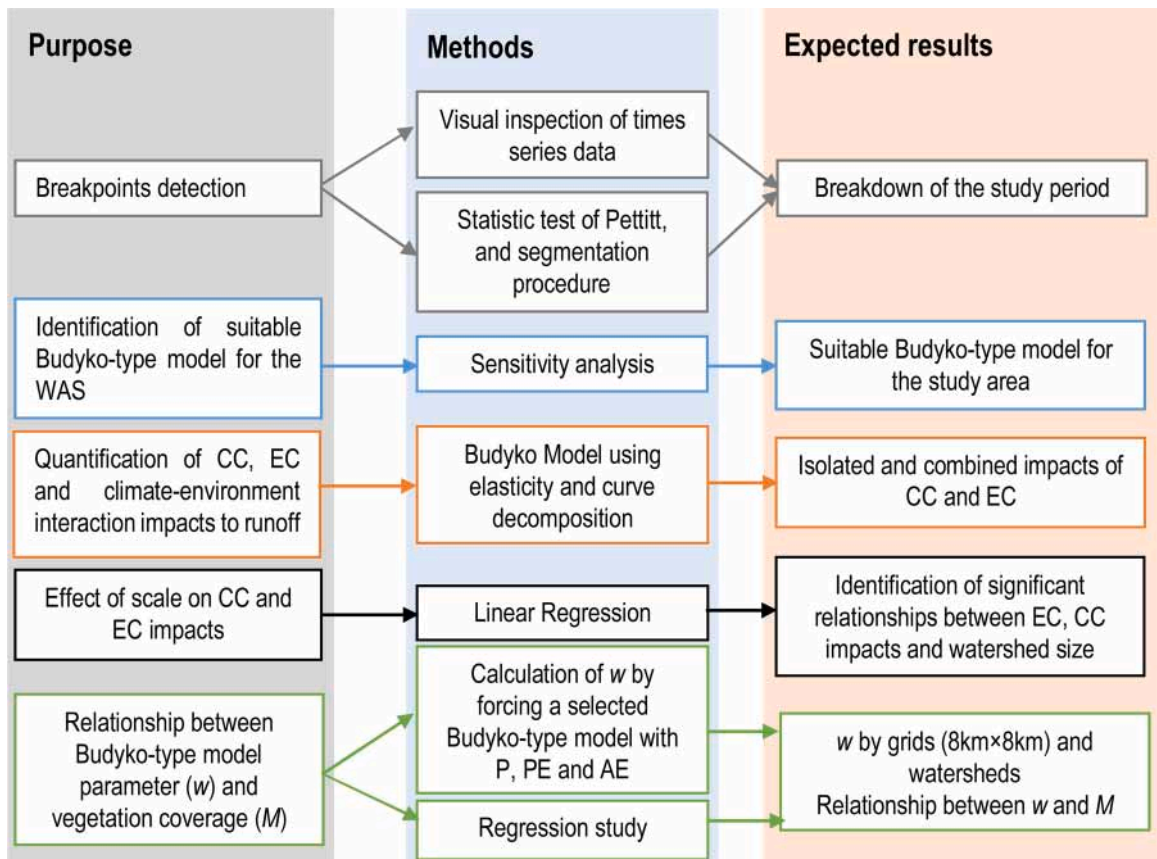 Purpose
Methods
Expected results
Breakpoints detection
Visual inspection of times
series data
Statistic test of Pettitt,
and segmentation
procedure
Breakdown of the study period
Identification of suitable
Budyko-type model for the
WAS
Sensitivity analysis
Suitable Budyko-type model for
the study area
Quantification of CC, EC
and climate-environment
interaction impacts to runoff
Budyko Model using
elasticity and curve
decomposition
Isolated and combined impacts of
CC and EC
Effect of scale on CC and
EC impacts
Linear Regression
Identification of significant
relationships between EC, CC
impacts and watershed size
Relationship between
Budyko-type model
parameter (w) and
vegetation coverage (M)
Calculation of w by
forcing a selected
Budyko-type model with
P, PE and AE
Regression study
w by grids (8km×8km) and
watersheds
Relationship between w and M